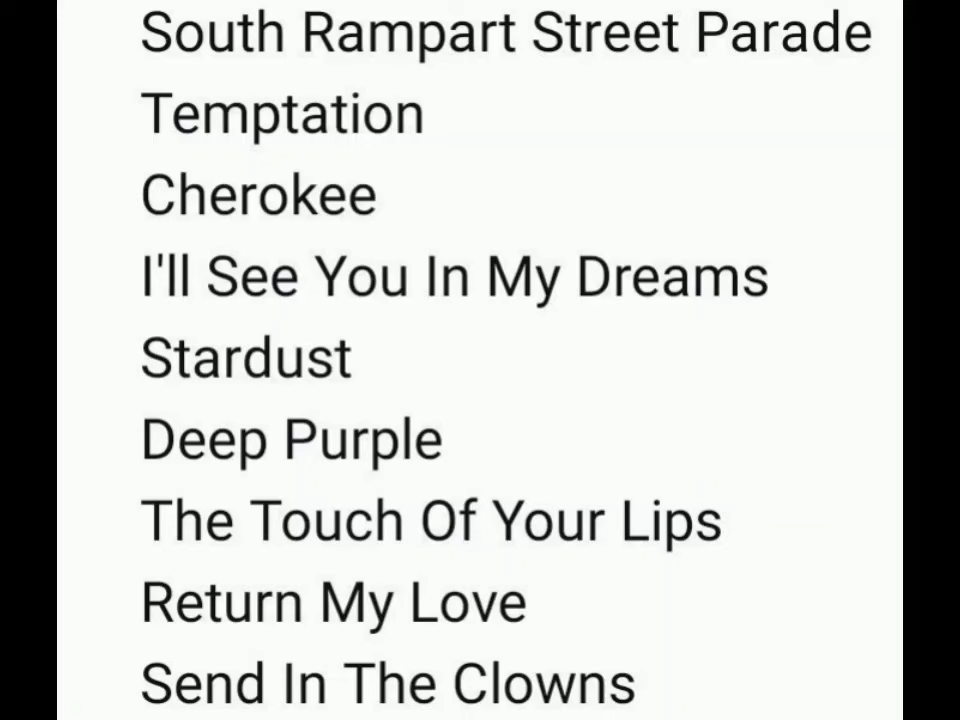 South Rampart Street Parade
Temptation
Cherokee
I'll See You In My Dreams
Stardust
Deep Purple
The Touch Of Your Lips
Return My Love
Send In The Clowns